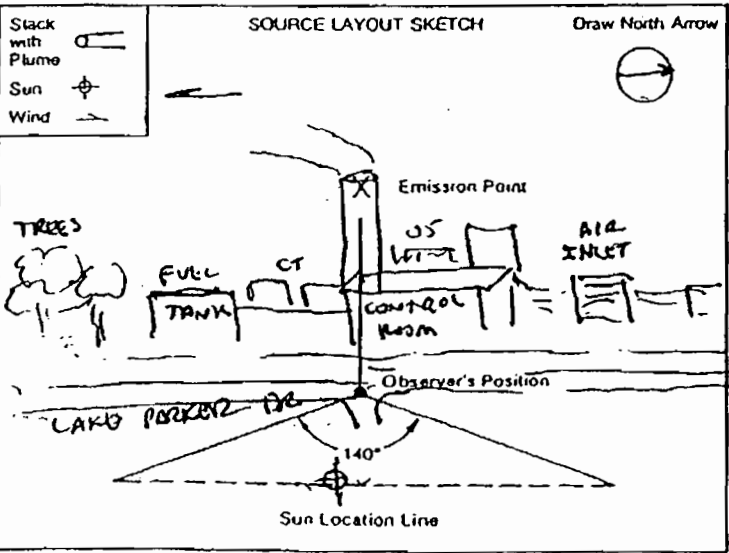 Stack
with
Plume
Sun
Wind
SOURCE LAYOUT SKETCH
Draw North Arrow
X Emission Point
TREES
FUEL
TANK
CT
CONTROL
ROOM
AIR
INLET
Observer's Position
LAKE PARKER DR
140°
Sun Location Line